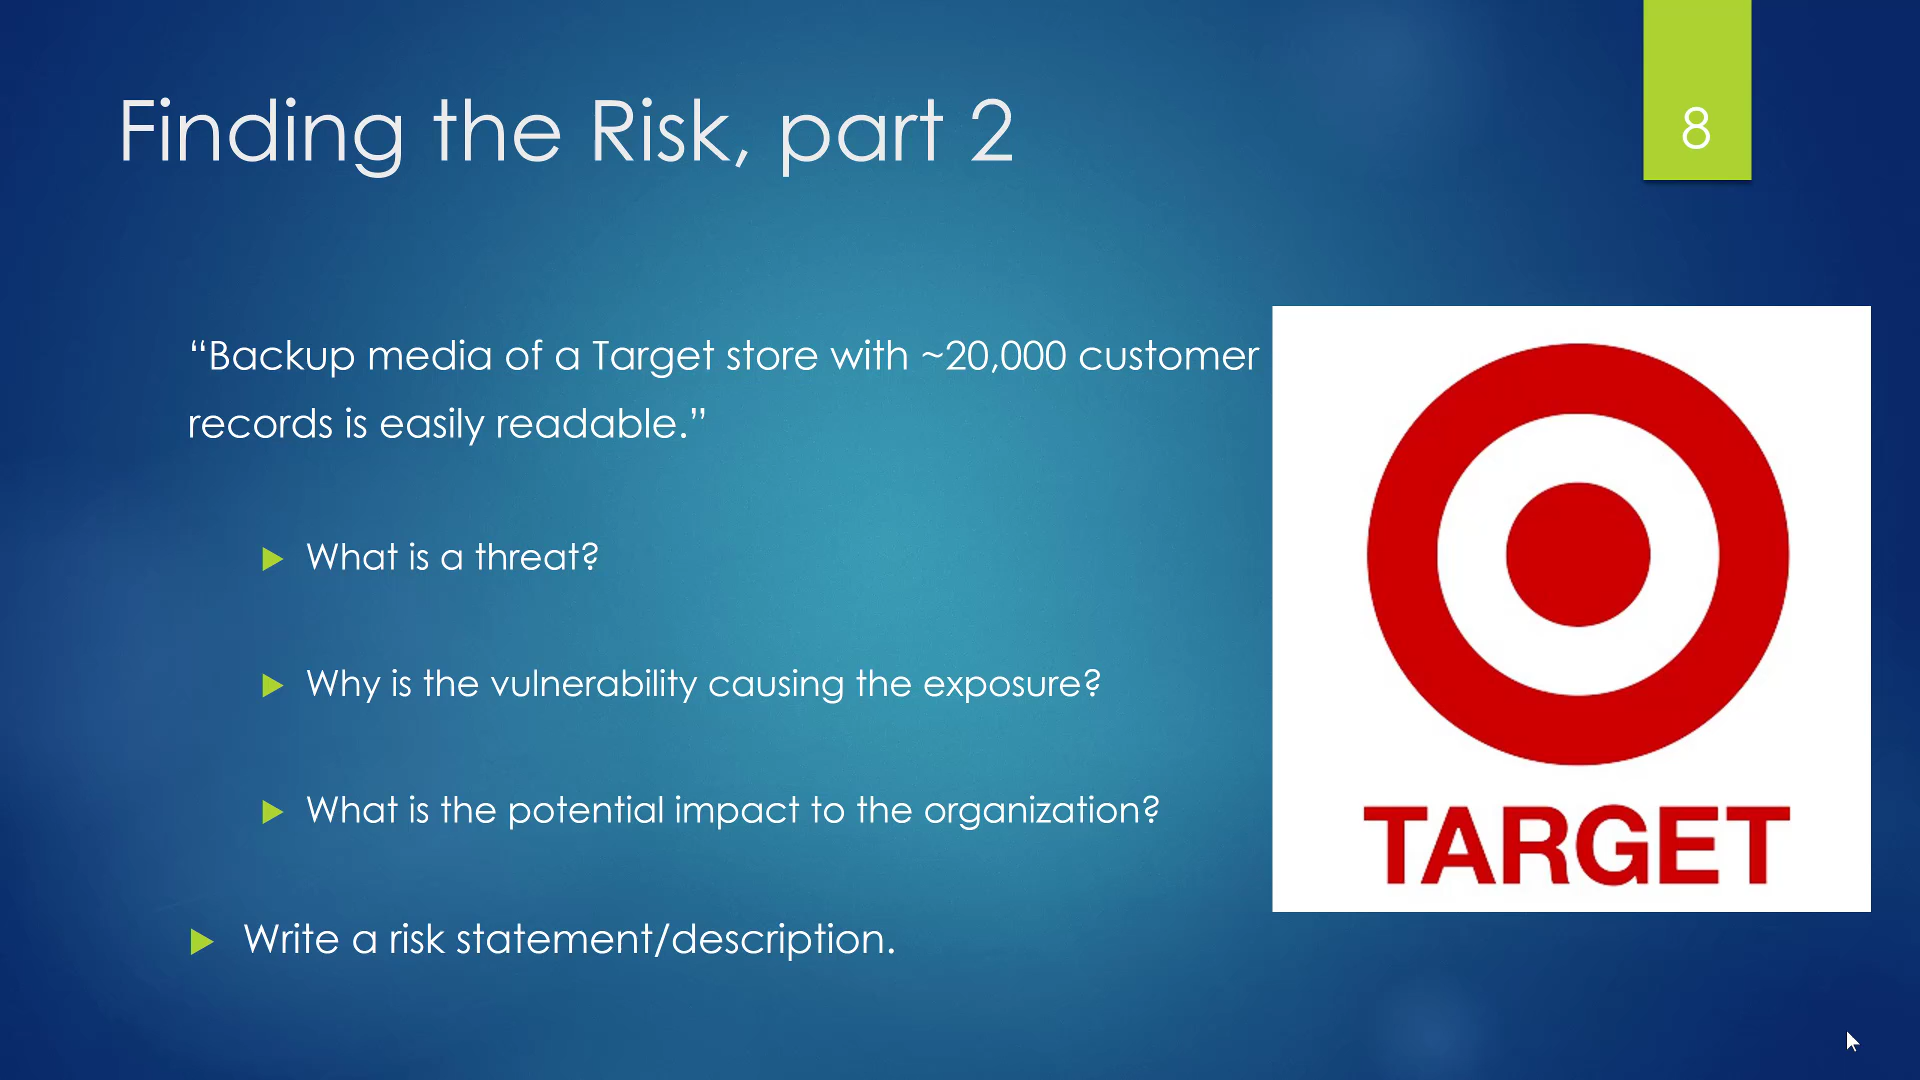 Finding the Risk, part 2
8
“Backup media of a Target store with ~20,000 customer
records is easily readable.”
What is a threat?
Why is the vulnerability causing the exposure?
What is the potential impact to the organization?
Write a risk statement/description.
TARGET